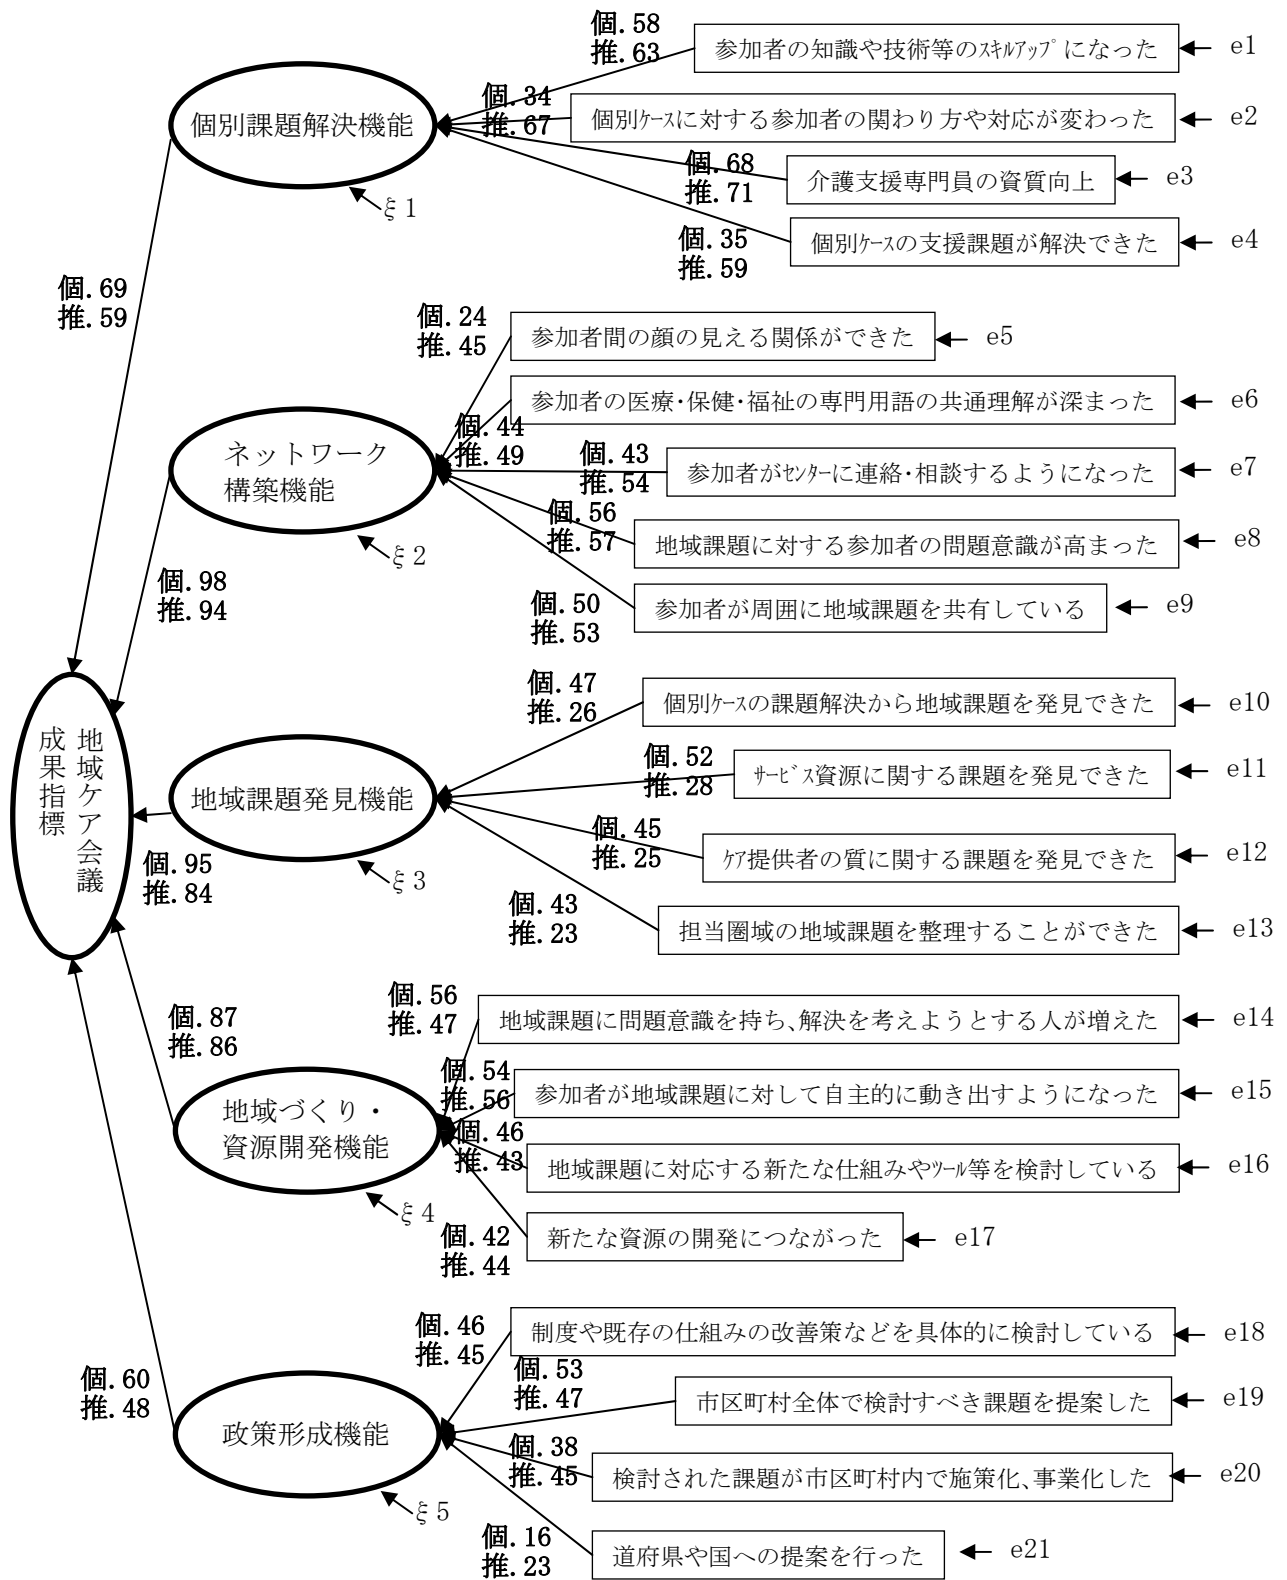 個.58
推.63
参加者の知識や技術等のｽｷﾙｱｯﾌﾟになった
e1
個.34
推.67
個別ｹｰｽに対する参加者の関わり方や対応が変わった
e2
個別課題解決機能
ξ1
個.68
推.71
介護支援専門員の資質向上
e3
個.35
推.59
個別ｹｰｽの支援課題が解決できた
e4
個.69
推.59
個.24
推.45
参加者間の顔の見える関係ができた
e5
参加者の医療･保健･福祉の専門用語の共通理解が深まった
e6
個.44
推.49
ネットワーク
構築機能
ξ2
個.43
推.54
参加者がｾﾝﾀｰに連絡･相談するようになった
e7
個.56
推.57
地域課題に対する参加者の問題意識が高まった
e8
個.50
推.53
参加者が周囲に地域課題を共有している
e9
個.98
推.94
個.47
推.26
個別ｹｰｽの課題解決から地域課題を発見できた
e10
地域ケア会議
成果指標
地域課題発見機能
ξ3
個.52
推.28
ｻｰﾋﾞｽ資源に関する課題を発見できた
e11
個.45
推.25
ｹｱ提供者の質に関する課題を発見できた
e12
個.95
推.84
個.43
推.23
担当圏域の地域課題を整理することができた
e13
個.87
推.86
個.56
推.47
地域課題に問題意識を持ち､解決を考えようとする人が増えた
e14
個.54
推.56
参加者が地域課題に対して自主的に動き出すようになった
e15
地域づくり・
資源開発機能
ξ4
個.46
推.43
地域課題に対応する新たな仕組みやﾂｰﾙ等を検討している
e16
個.42
推.44
新たな資源の開発につながった
e17
個.46
推.45
制度や既存の仕組みの改善策などを具体的に検討している
e18
個.60
推.48
個.53
推.47
市区町村全体で検討すべき課題を提案した
e19
政策形成機能
ξ5
個.38
推.45
検討された課題が市区町村内で施策化､事業化した
e20
個.16
推.23
道府県や国への提案を行った
e21